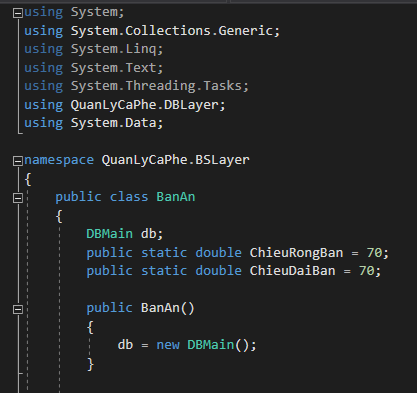 using System;
using System.Collections.Generic;
using System.Linq;
using System.Text;
using System.Threading.Tasks;
using QuanLyCaPhe.DBLayer;
using System.Data;
namespace QuanLyCaPhe.BSLayer
{
public class BanAn
{
DBMain db;
public static double ChieuRongBan = 70;
public static double ChieuDaiBan = 70;
public BanAn()
{
db = new DBMain();
}